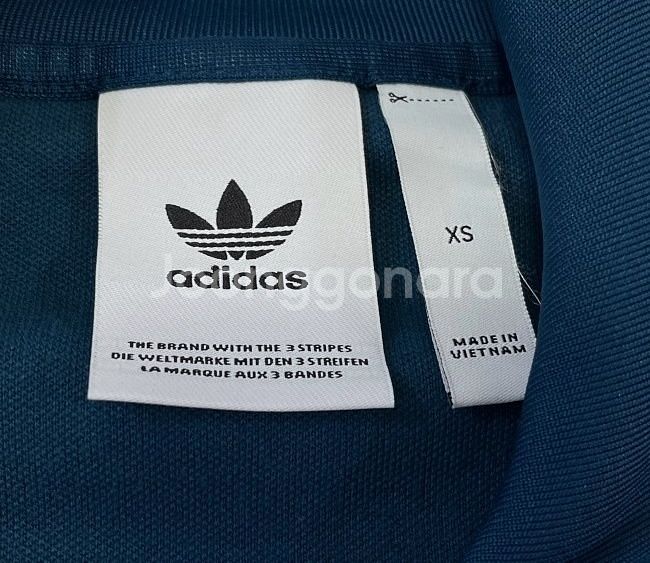 adidas
THE BRAND WITH THE 3 STRIPES
DIE WELTMARKE MIT DEN 3 STREIFEN
LA MARQUE AUX 3 BANDES
XS
MADE IN
VIETNAM
Joonggonara